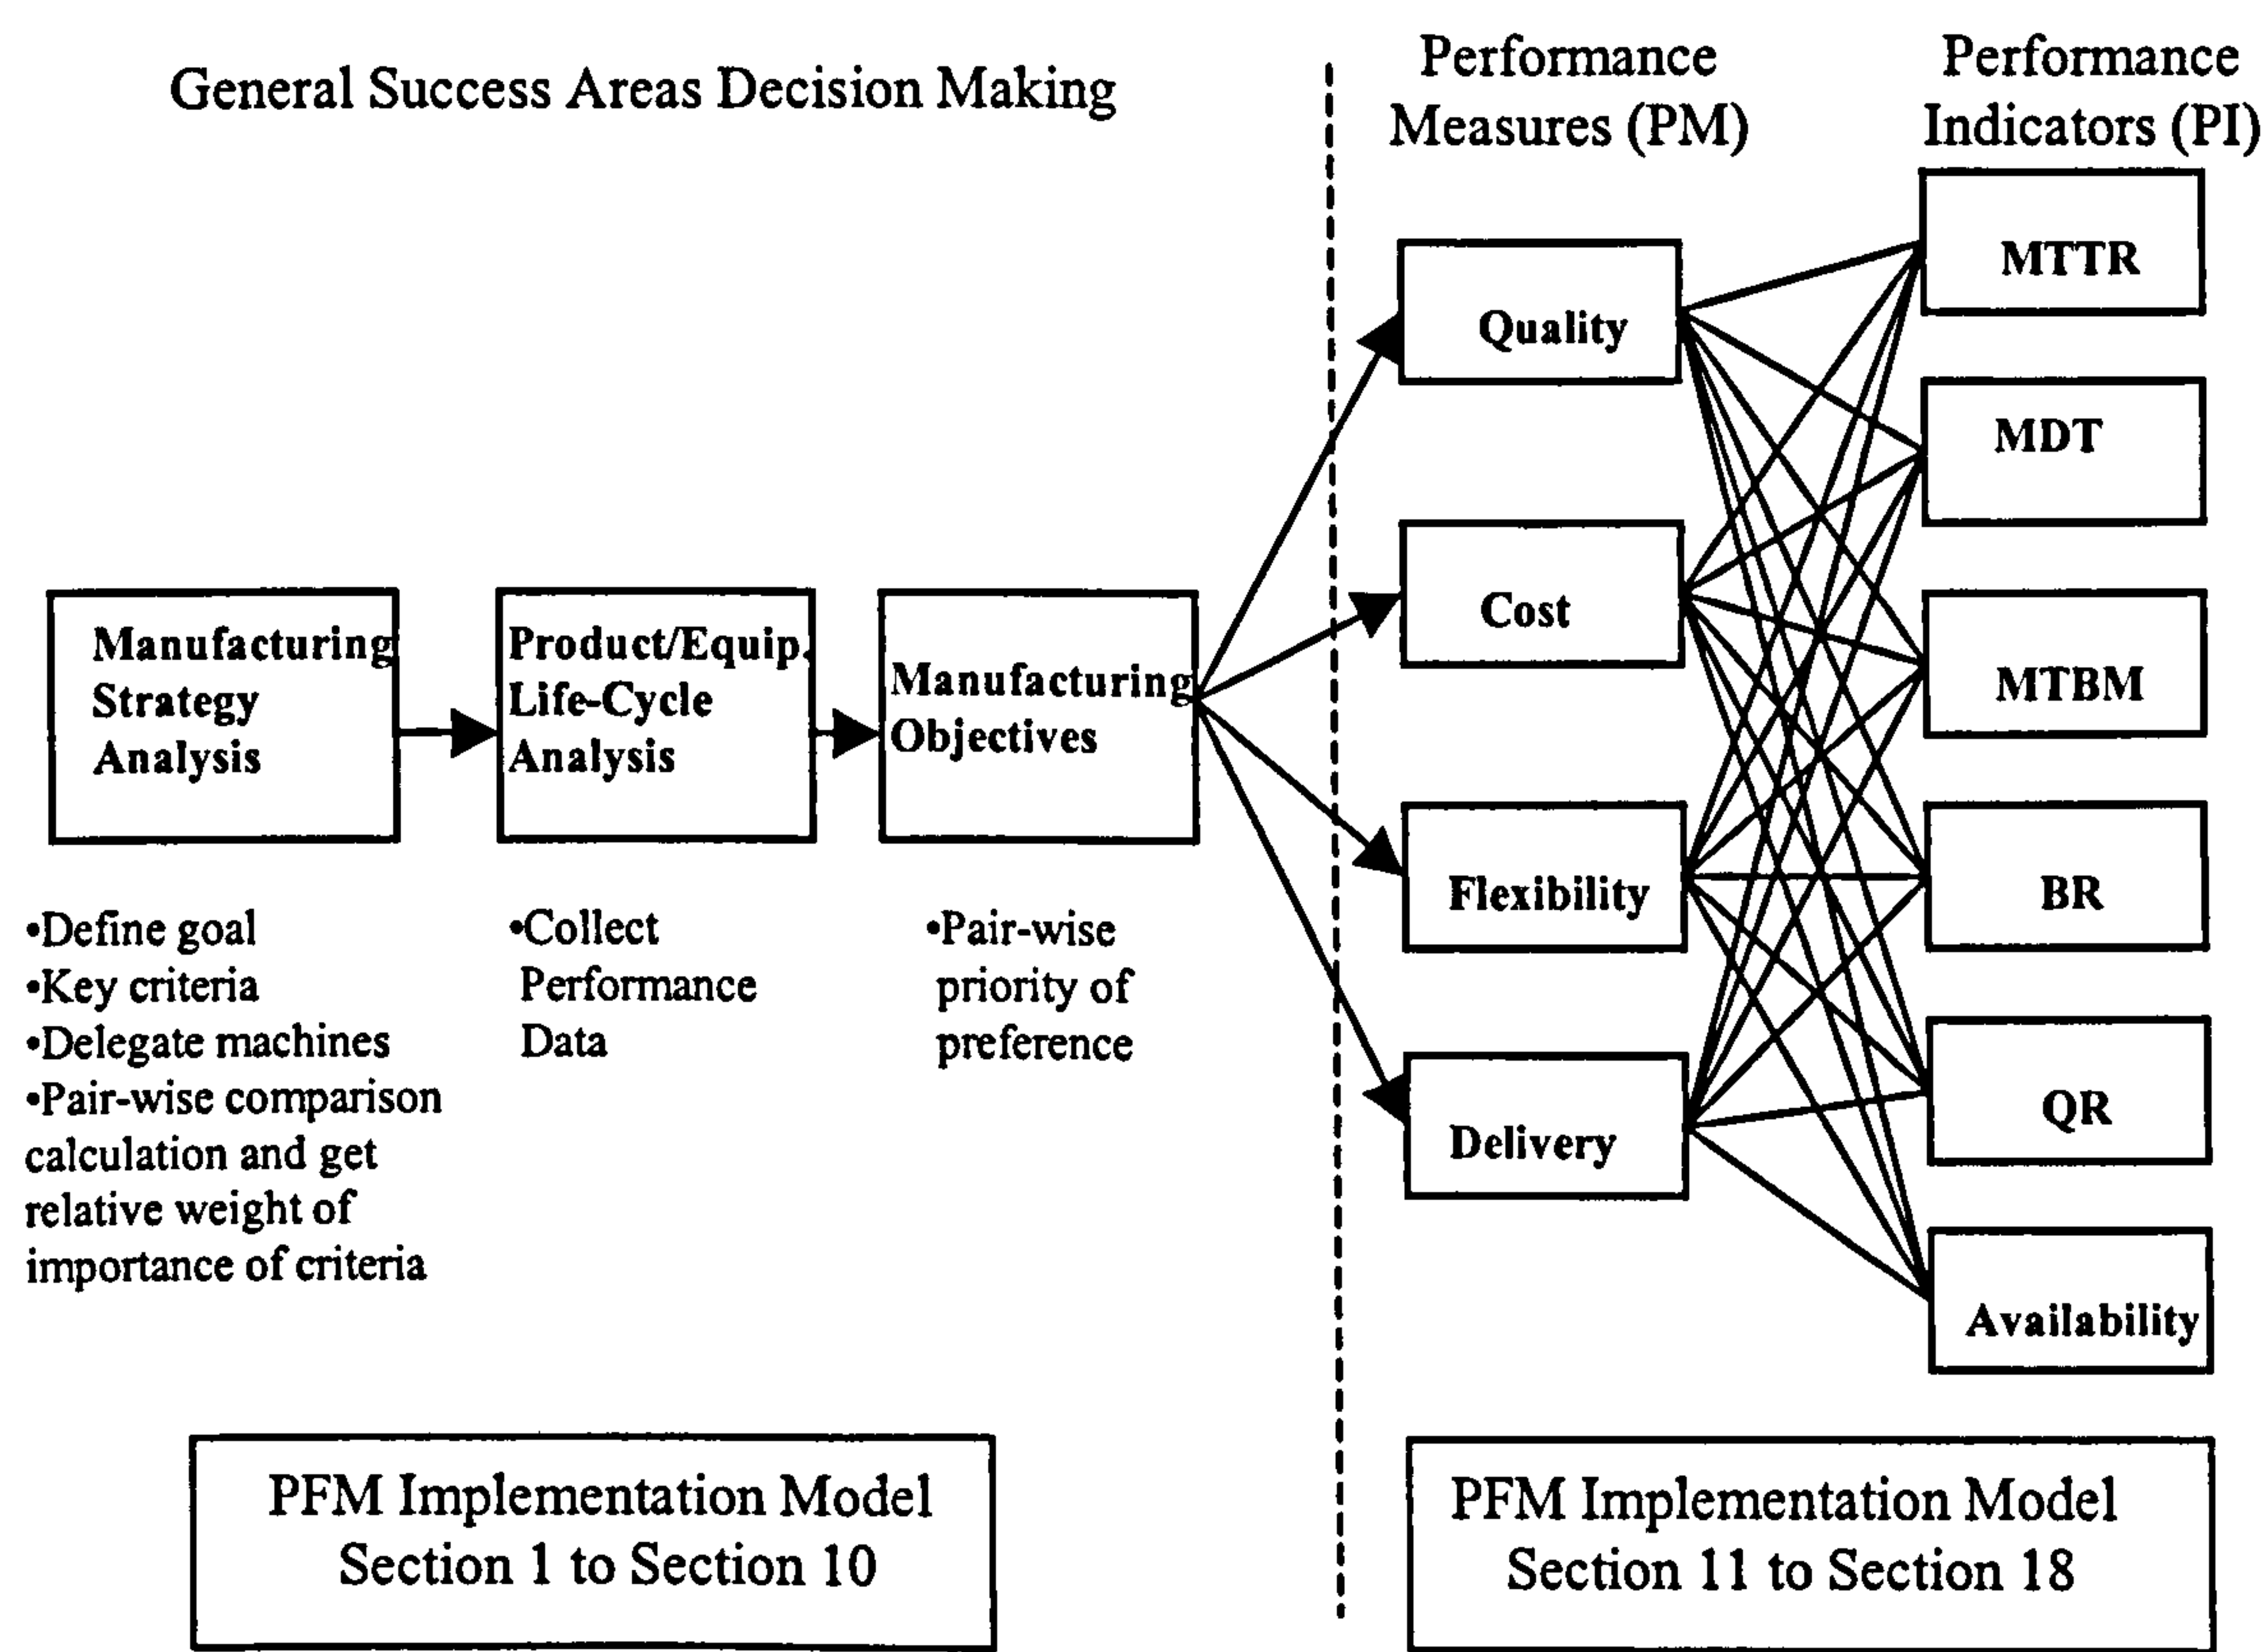 General Success Areas Decision Making
Performance
Measures (PM)
Performance
Indicators (PI)
Manufacturing
Strategy
Analysis
Product/Equip.
Life-Cycle
Analysis
Manufacturing
Objectives
Quality
Cost
Flexibility
Delivery
MTTR
MDT
MTBM
BR
QR
Availability
•Define goal
•Key criteria
•Delegate machines
•Pair-wise comparison
calculation and get
relative weight of
importance of criteria
•Collect
Performance
Data
•Pair-wise
priority of
preference
PFM Implementation Model
Section 1 to Section 10
PFM Implementation Model
Section 11 to Section 18